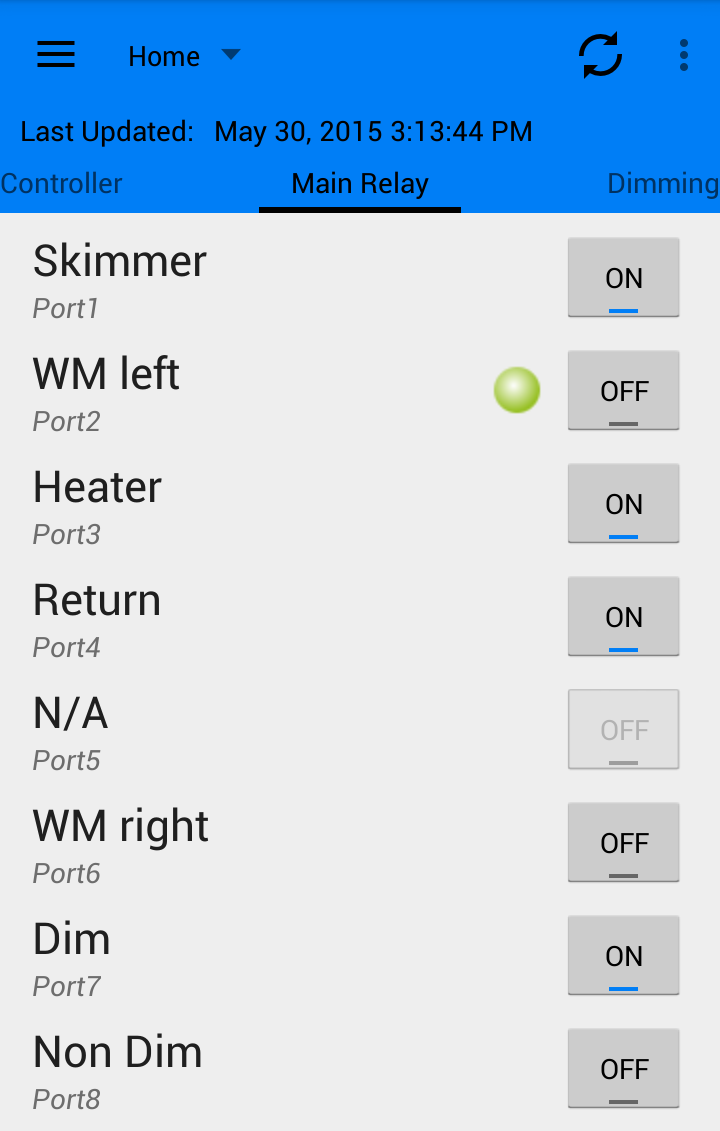 Home
Last Updated: May 30, 2015 3:13:44 PM
Controller Main Relay Dimming
Skimmer
Port1
ON
WM left
Port2
OFF
Heater
Port3
ON
Return
Port4
ON
N/A
Port5
OFF
WM right
Port6
OFF
Dim
Port7
ON
Non Dim
Port8
OFF